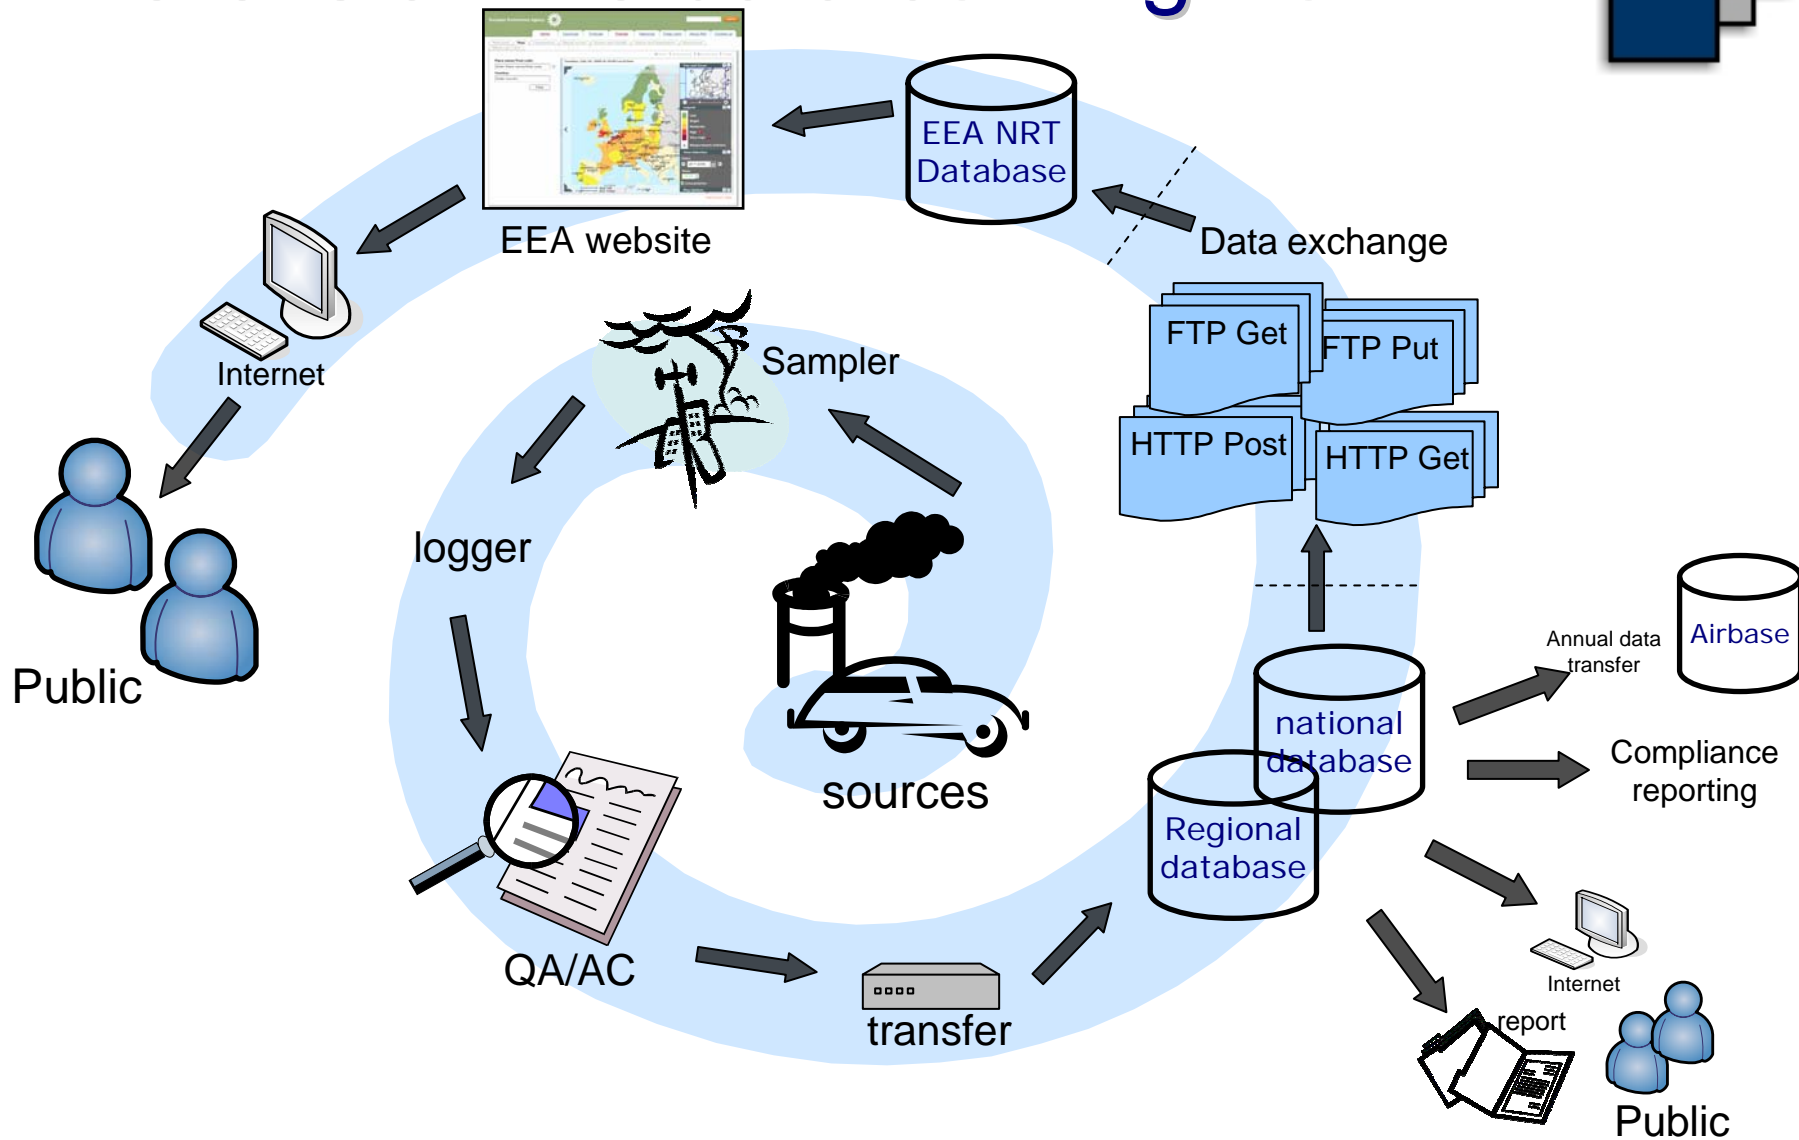 EEA NRT
Database
EEA website
Data exchange
Internet
Sampler
FTP Get
FTP Put
HTTP Post
HTTP Get
logger
Public
sources
Annual data
transfer
Airbase
national
database
Compliance
reporting
Regional
database
QA/AC
transfer
Internet
report
Public